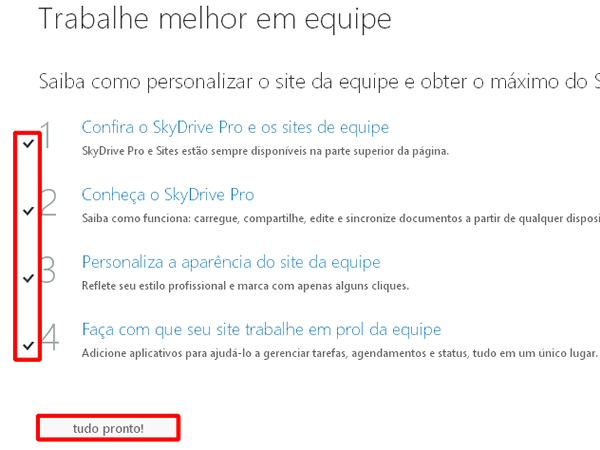 Trabalhe melhor em equipe
Saiba como personalizar o site da equipe e obter o máximo do S
1 Confira o SkyDrive Pro e os sites de equipe
SkyDrive Pro e Sites estão sempre disponíveis na parte superior da página.
2 Conheça o SkyDrive Pro
Saiba como funciona: carregue, compartilhe, edite e sincronize documentos a partir de qualquer disposi
3 Personaliza a aparência do site da equipe
Reflete seu estilo profissional e marca com apenas alguns cliques.
4 Faça com que seu site trabalhe em prol da equipe
Adicione aplicativos para ajudá-lo a gerenciar tarefas, agendamentos e status, tudo em um único lugar.
tudo pronto!